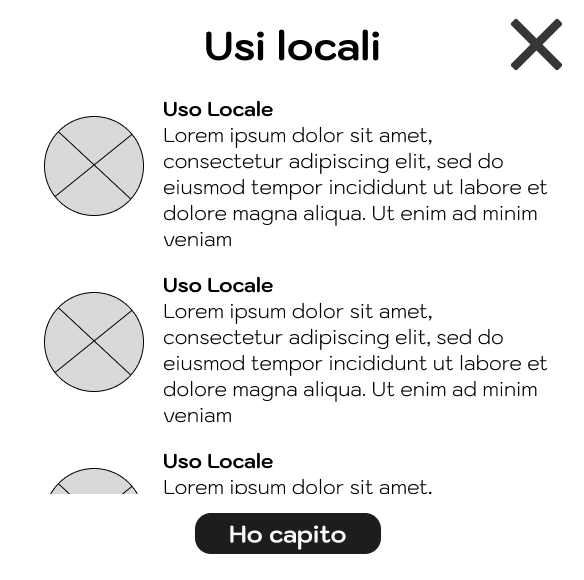 Usi locali
Uso Locale
Lorem ipsum dolor sit amet,
consectetur adipiscing elit, sed do
eiusmod tempor incididunt ut labore et
dolore magna aliqua. Ut enim ad minim
veniam
Uso Locale
Lorem ipsum dolor sit amet,
consectetur adipiscing elit, sed do
eiusmod tempor incididunt ut labore et
dolore magna aliqua. Ut enim ad minim
veniam
Uso Locale
Lorem ipsum dolor sit amet,
Ho capito